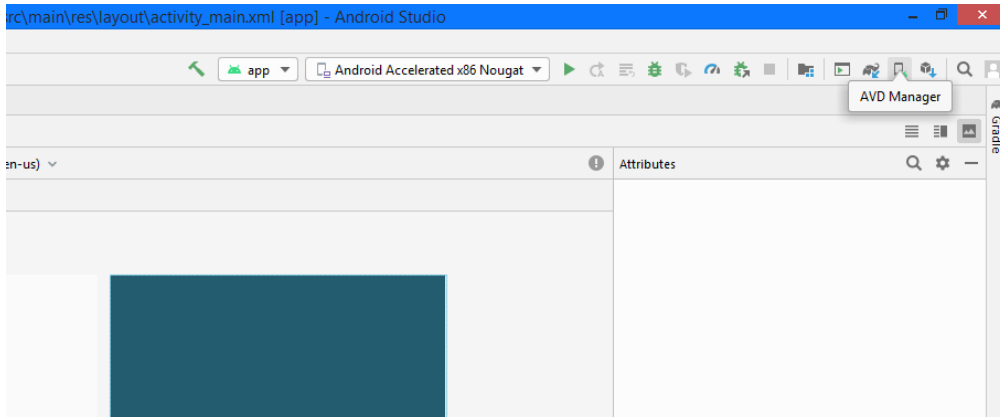 src\main\res\layout\activity_main.xml [app] - Android Studio
app
Android Accelerated x86 Nougat
AVD Manager
Gradle
en-us)
Attributes